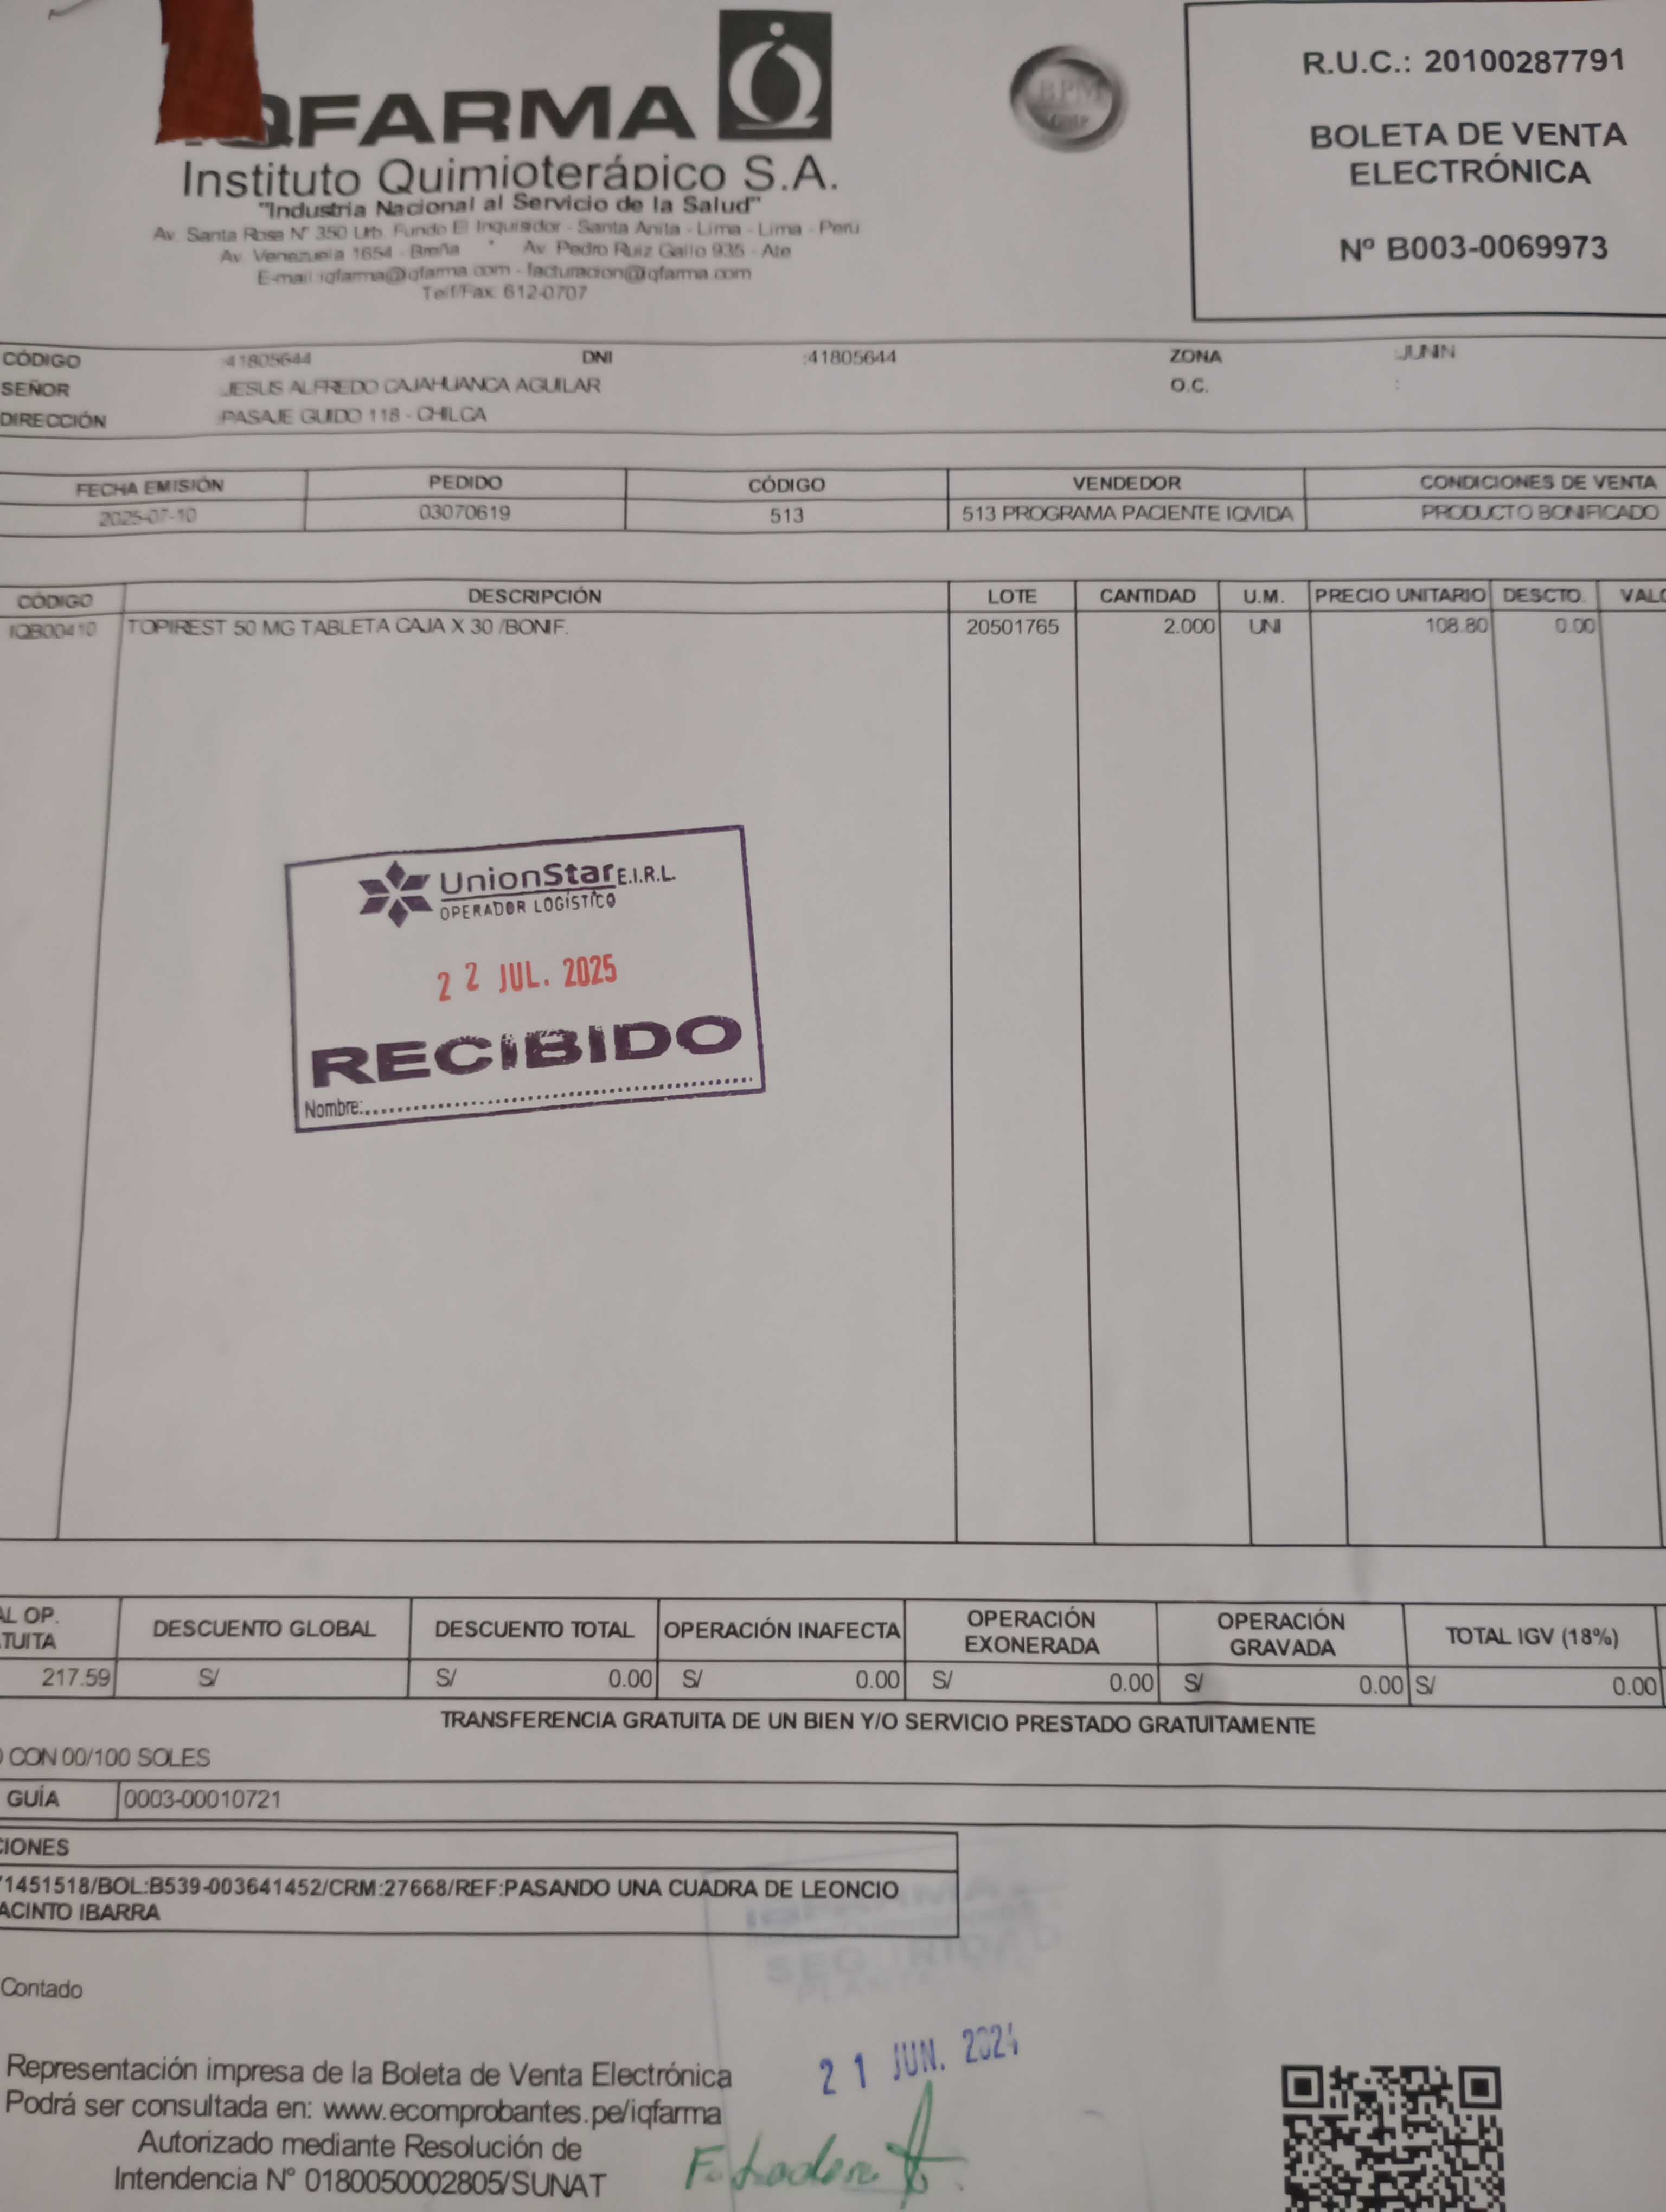 QFARMA
Instituto Quimioterápico S.A.
"Industria Nacional al Servicio de la Salud"
Av. Santa Rosa N° 350 Urb. Fundo El Inquisidor - Santa Anita - Lima - Lima - Perú
Av. Venezuela 1654 - Breña * Av. Pedro Ruiz Gallo 935 - Ate
E-mail:iqfarma@iqfarma.com - facturacion@iqfarma.com
Telf/Fax: 612-0707
BPM
R.U.C.: 20100287791
BOLETA DE VENTA
ELECTRÓNICA
Nº B003-0069973
CÓDIGO :41805644 DNI :41805644 ZONA :JUNIN
SEÑOR :JESUS ALFREDO CAJAHUANCA AGUILAR O.C. :
DIRECCIÓN :PASAJE GUIDO 118 - CHILCA
FECHA EMISIÓN PEDIDO CÓDIGO VENDEDOR CONDICIONES DE VENTA
2025-07-10 03070619 513 513 PROGRAMA PACIENTE IQVIDA PRODUCTO BONIFICADO
CÓDIGO DESCRIPCIÓN LOTE CANTIDAD U.M. PRECIO UNITARIO DESCTO. VALO
IQB00410 TOPIREST 50 MG TABLETA CAJA X 30 /BONIF. 20501765 2.000 UNI 108.80 0.00
UnionStar E.I.R.L.
OPERADOR LOGÍSTICO
22 JUL. 2025
RECIBIDO
Nombre:
AL OP.
TUITA DESCUENTO GLOBAL DESCUENTO TOTAL OPERACIÓN INAFECTA OPERACIÓN EXONERADA OPERACIÓN GRAVADA TOTAL IGV (18%)
217.59 S/ S/ 0.00 S/ 0.00 S/ 0.00 S/ 0.00 S/ 0.00
TRANSFERENCIA GRATUITA DE UN BIEN Y/O SERVICIO PRESTADO GRATUITAMENTE
O CON 00/100 SOLES
GUÍA 0003-00010721
CIONES
71451518/BOL:B539-003641452/CRM:27668/REF:PASANDO UNA CUADRA DE LEONCIO
ACINTO IBARRA
IQFARMA
SEGURIDAD
Contado
21 JUN. 2024
Representación impresa de la Boleta de Venta Electrónica
Podrá ser consultada en: www.ecomprobantes.pe/iqfarma
Autorizado mediante Resolución de
Intendencia N° 0180050002805/SUNAT